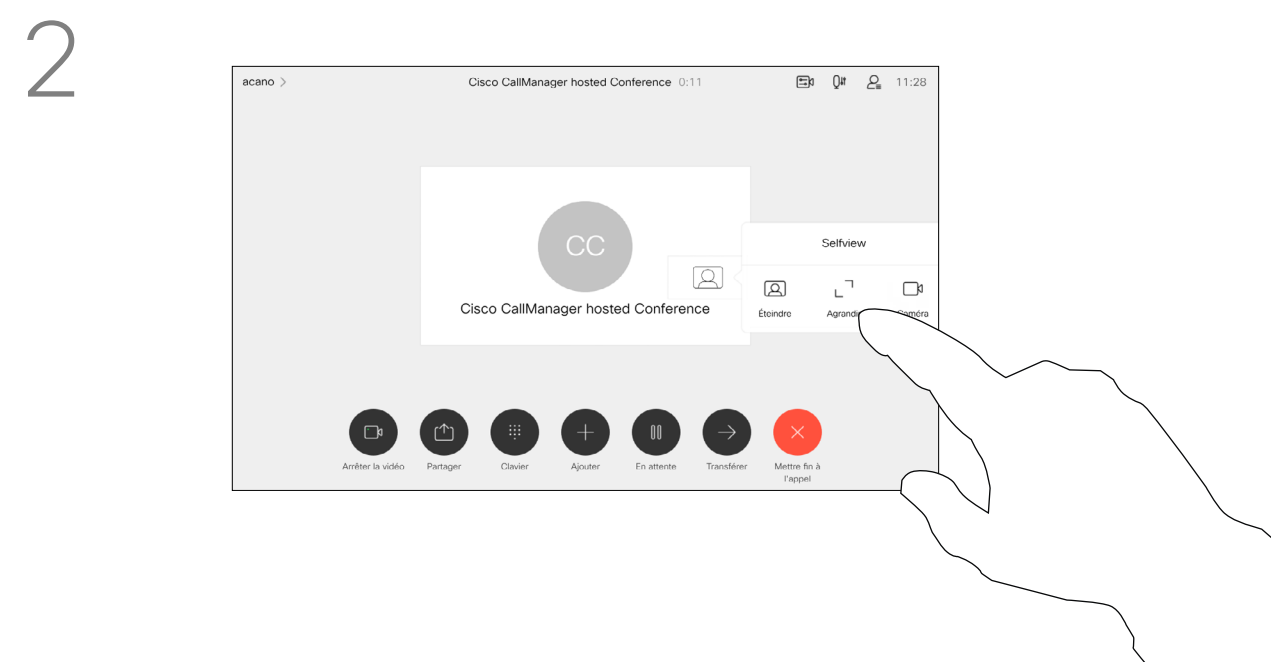 2
acano >
Cisco CallManager hosted Conference 0:11
11:28
CC
Cisco CallManager hosted Conference
Selfview
Éteindre
Caméra
Arrêter la vidéo
Partager
Clavier
Ajouter
En attente
Transférer
Mettre fin à
l'appel